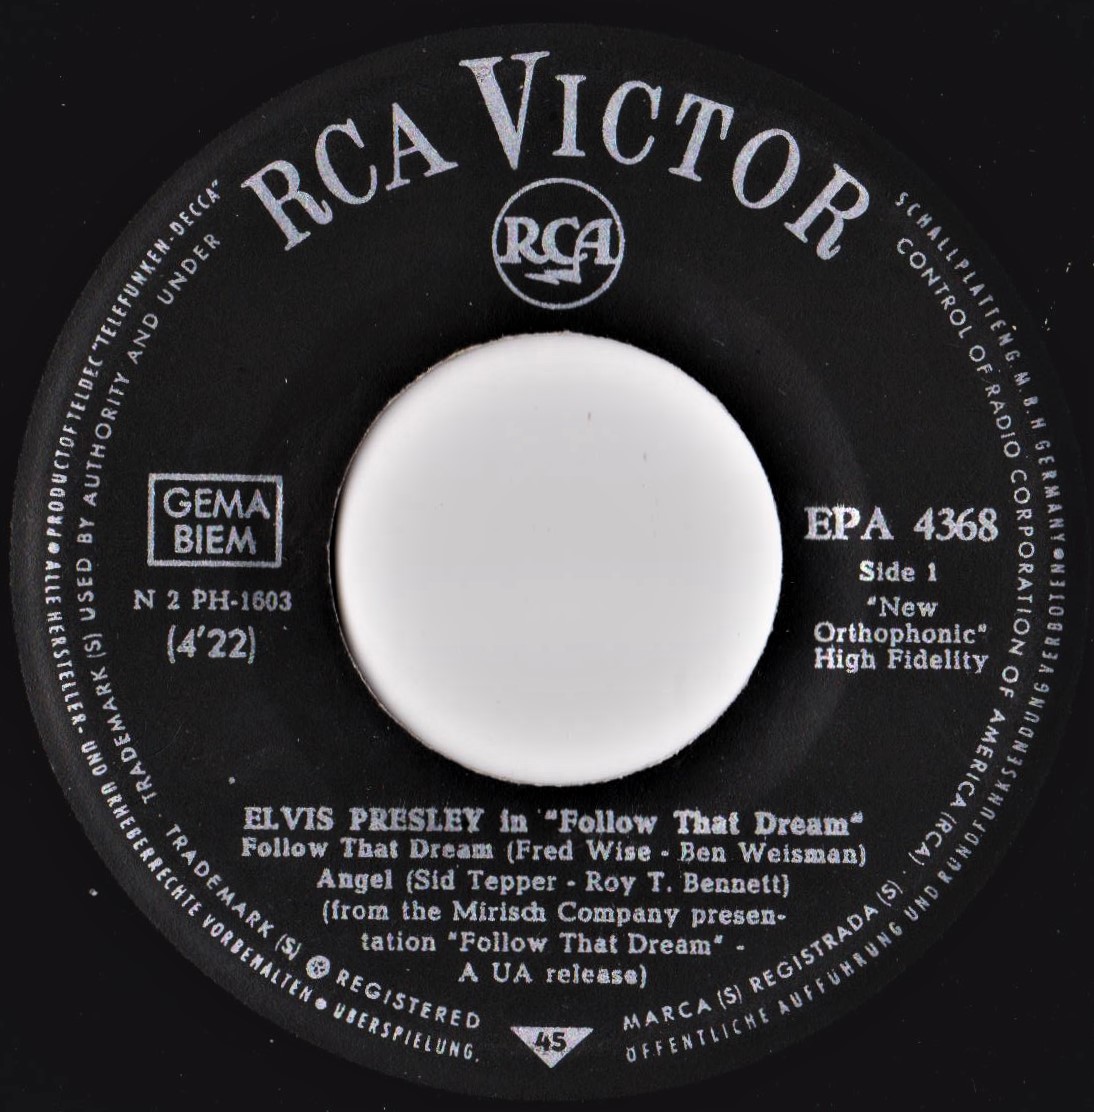 RCA VICTOR
RCA
GEMA
BIEM
N 2 PH-1603
(4'22)
EPA 4368
Side 1
"New
Orthophonic"
High Fidelity
ELVIS PRESLEY in "Follow That Dream"
Follow That Dream (Fred Wise - Ben Weisman)
Angel (Sid Tepper - Roy T. Bennett)
(from the Mirisch Company presen-
tation "Follow That Dream" -
A UA release)
45
PRODUCT OF TELDEC "TELEFUNKEN-DECCA" SCHALLPLATTEN G.M.B.H GERMANY
ALLE HERSTELLER- UND URHEBERRECHTE VORBEHALTEN • UBERSPIELUNG, ÖFFENTLICHE AUFFÜHRUNG UND RUNDFUNKSENDUNG VERBOTEN
TRADEMARK (S) USED BY AUTHORITY AND UNDER CONTROL OF RADIO CORPORATION OF AMERICA (RCA)
TRADEMARK (S) ® REGISTERED MARCA (S) REGISTRADA (S)